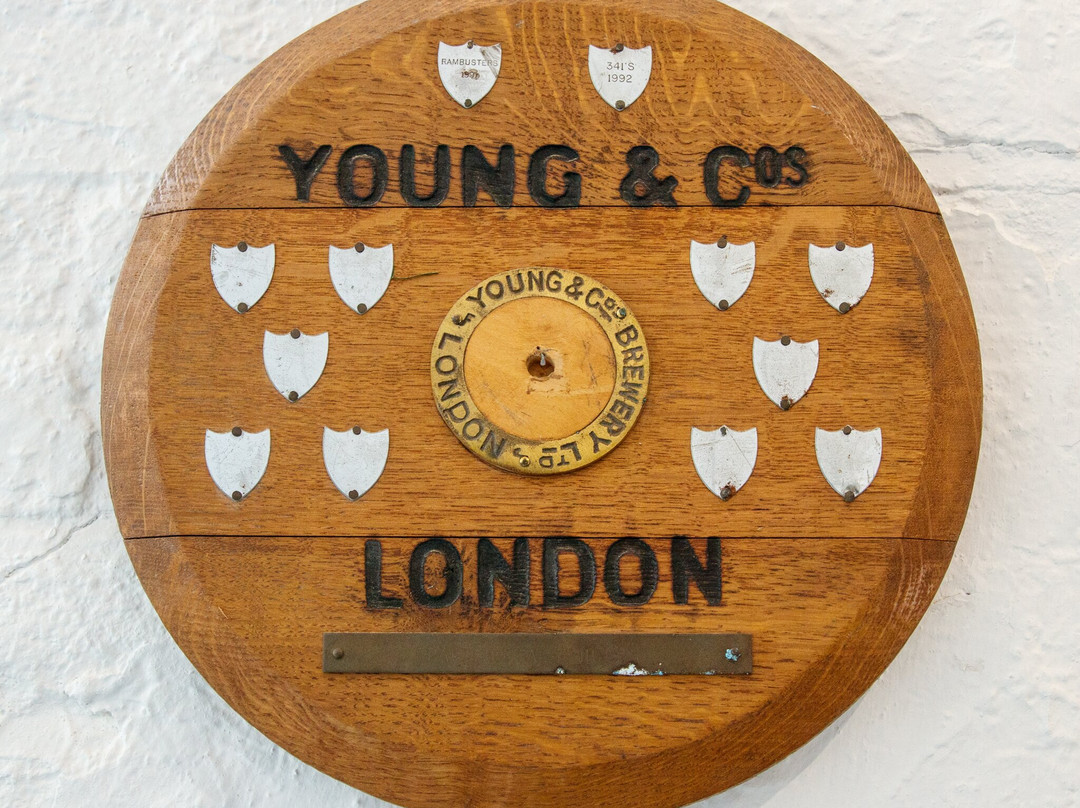 RAMBUSTERS
341'S
1992
YOUNG & COS
YOUNG & COS BREWERY LTD.
LONDON
LONDON